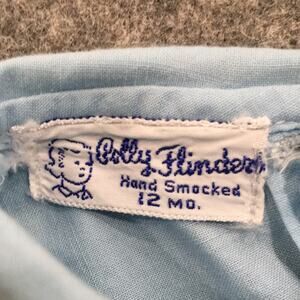 Polly Flinders
Hand Smocked
12 MO.